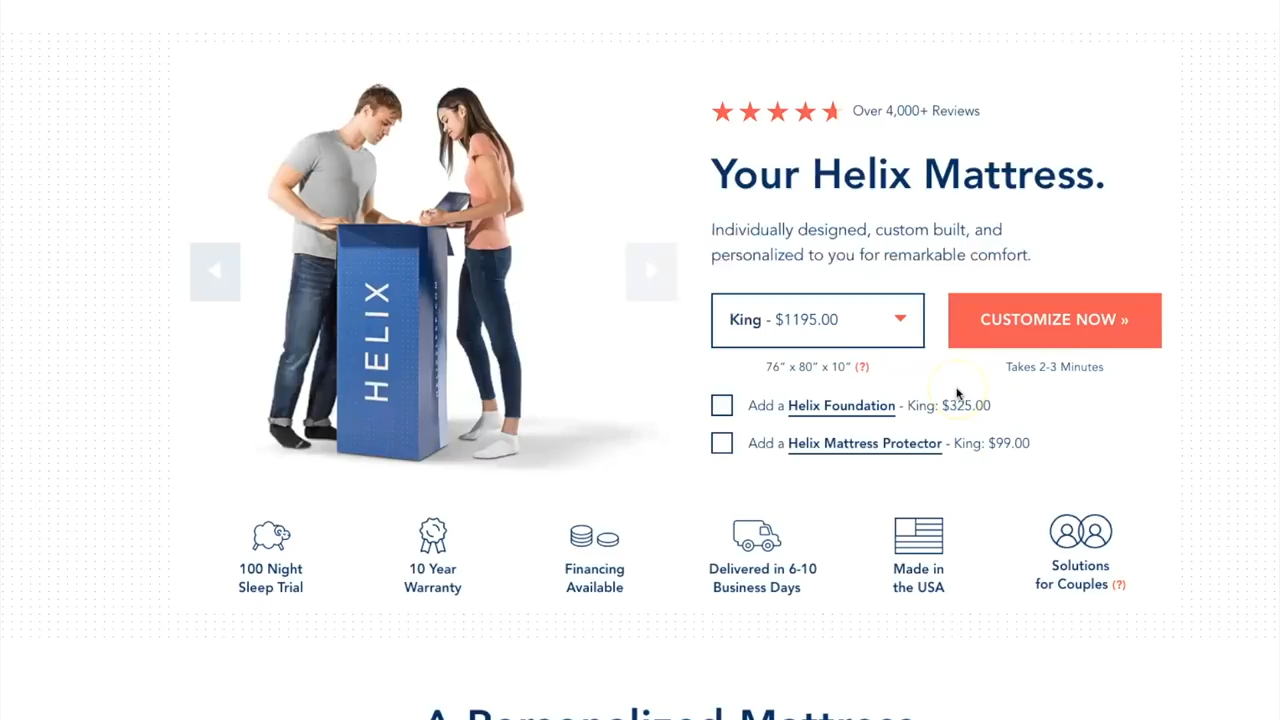 Over 4,000+ Reviews
Your Helix Mattress.
Individually designed, custom built, and
personalized to you for remarkable comfort.
King - $1195.00
CUSTOMIZE NOW »
76” x 80” x 10” (?)
Takes 2-3 Minutes
Add a Helix Foundation - King: $325.00
Add a Helix Mattress Protector - King: $99.00
HELIX
100 Night
Sleep Trial
10 Year
Warranty
Financing
Available
Delivered in 6-10
Business Days
Made in
the USA
Solutions
for Couples (?)
A Personalized Mattress